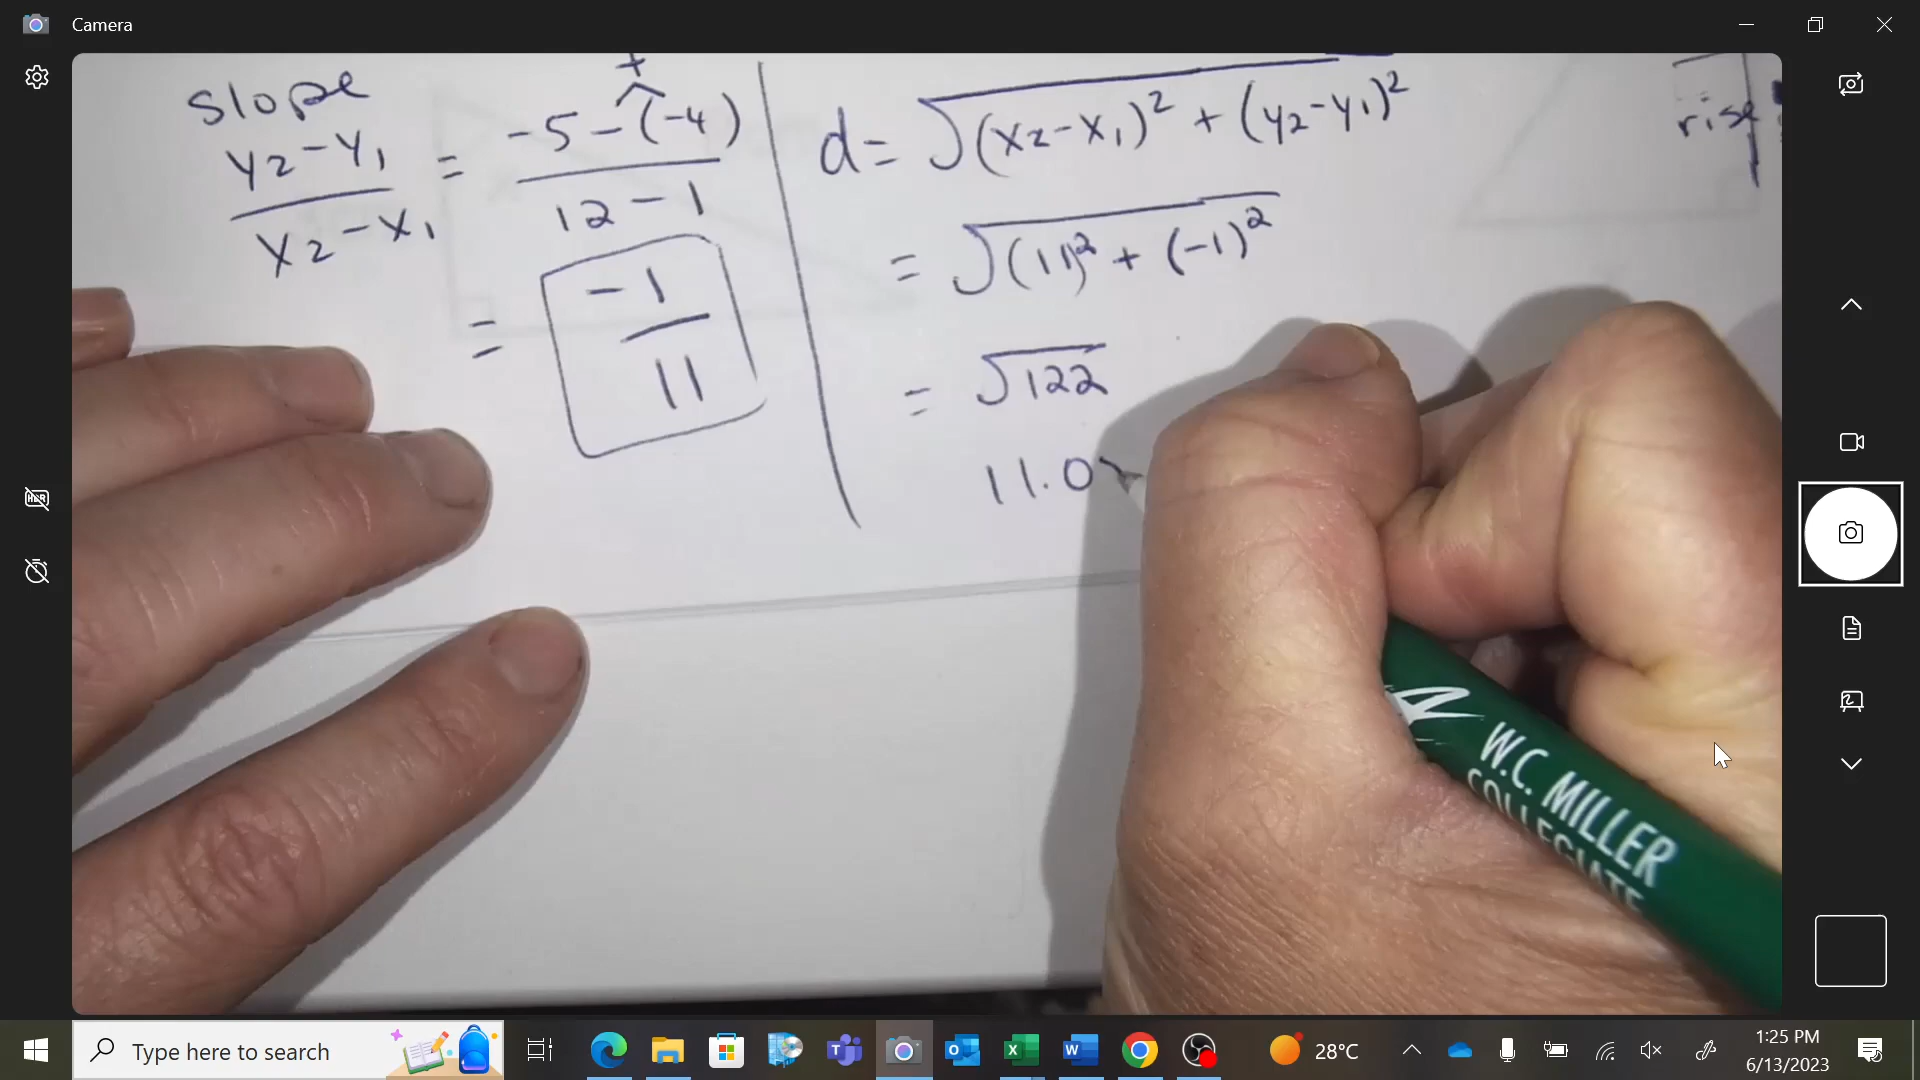 Camera
slope
y2-y1 / x2-x1 = -5-(-4) / 12-1
+
= -1 / 11
d= √(x2-x1)² + (y2-y1)²
= √(11)² + (-1)²
= √122
11.0
rise
W.C. MILLER
COLLEGIATE
Type here to search
28°C
1:25 PM
6/13/2023